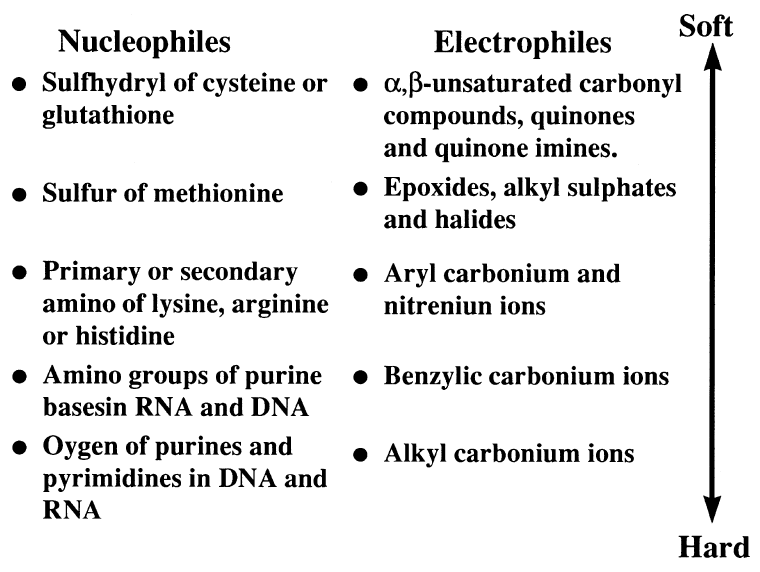 Soft
Nucleophiles
Electrophiles
Sulfhydryl of cysteine or
glutathione
α,β-unsaturated carbonyl
compounds, quinones
and quinone imines.
Sulfur of methionine
Epoxides, alkyl sulphates
and halides
Primary or secondary
amino of lysine, arginine
or histidine
Aryl carbonium and
nitreniun ions
Amino groups of purine
basesin RNA and DNA
Benzylic carbonium ions
Oygen of purines and
pyrimidines in DNA and
RNA
Alkyl carbonium ions
Hard